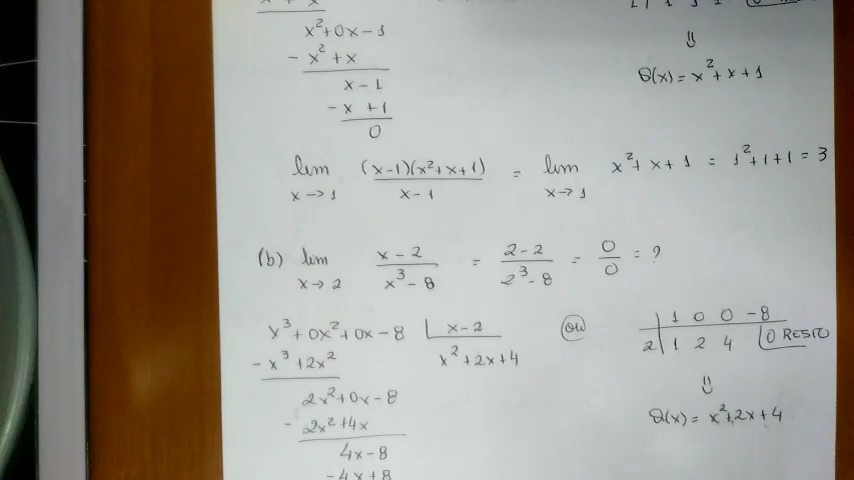 x²+0x-1
- x²+x
x-1
-x+1
0
Q(x) = x²+x+1
lim x→1 (x-1)(x²+x+1)/x-1 = lim x→1 x²+x+1 = 1²+1+1 = 3
(b) lim x→2 x-2/x³-8 = 2-2/2³-8 = 0/0 = ?
x³+0x²+0x-8 | x-2
- x³+2x² x²+2x+4
2x²+0x-8
- 2x²+4x
4x-8
-4x+8
ou
1 0 0 -8
2 | 1 2 4 | 0 RESTO
Q(x) = x²+2x+4